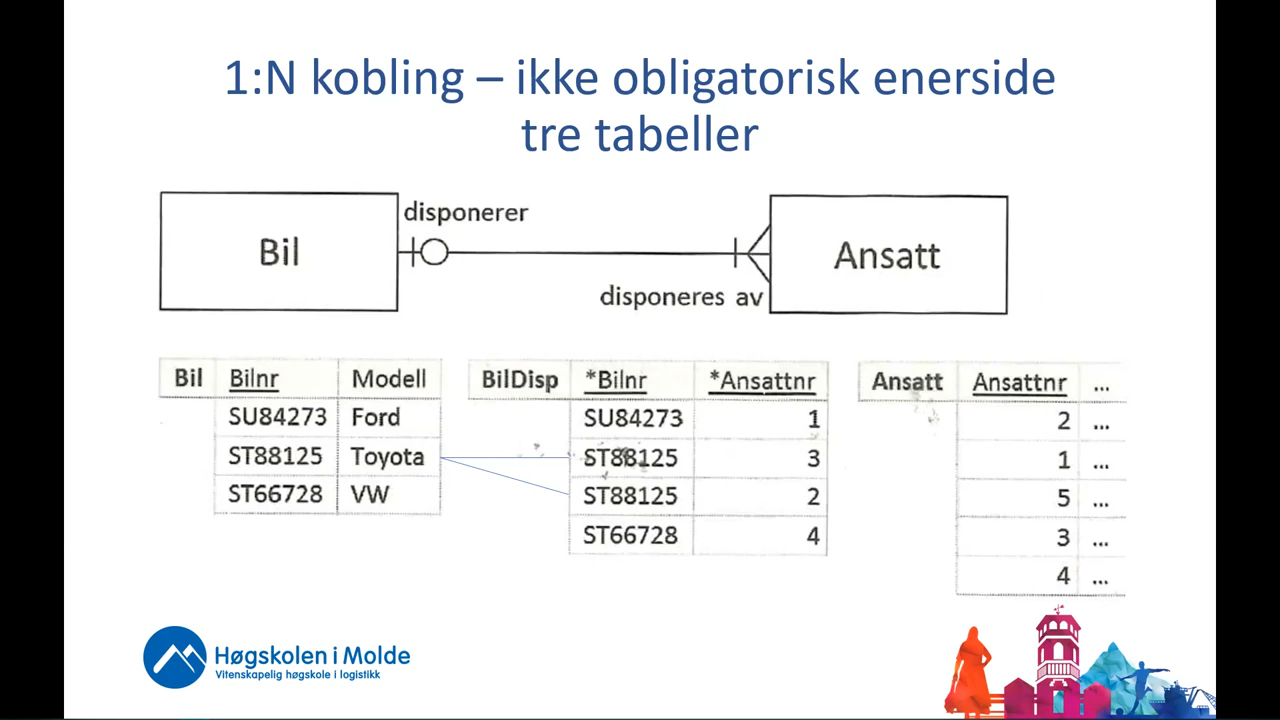 1:N kobling – ikke obligatorisk enerside
tre tabeller
disponerer
Bil
Ansatt
disponeres av
Bil Bilnr Modell
SU84273 Ford
ST88125 Toyota
ST66728 VW
BilDisp *Bilnr *Ansattnr
SU84273 1
ST88125 3
ST88125 2
ST66728 4
Ansatt Ansattnr ...
2 ...
1 ...
5 ...
3 ...
4 ...
Høgskolen i Molde
Vitenskapelig høgskole i logistikk